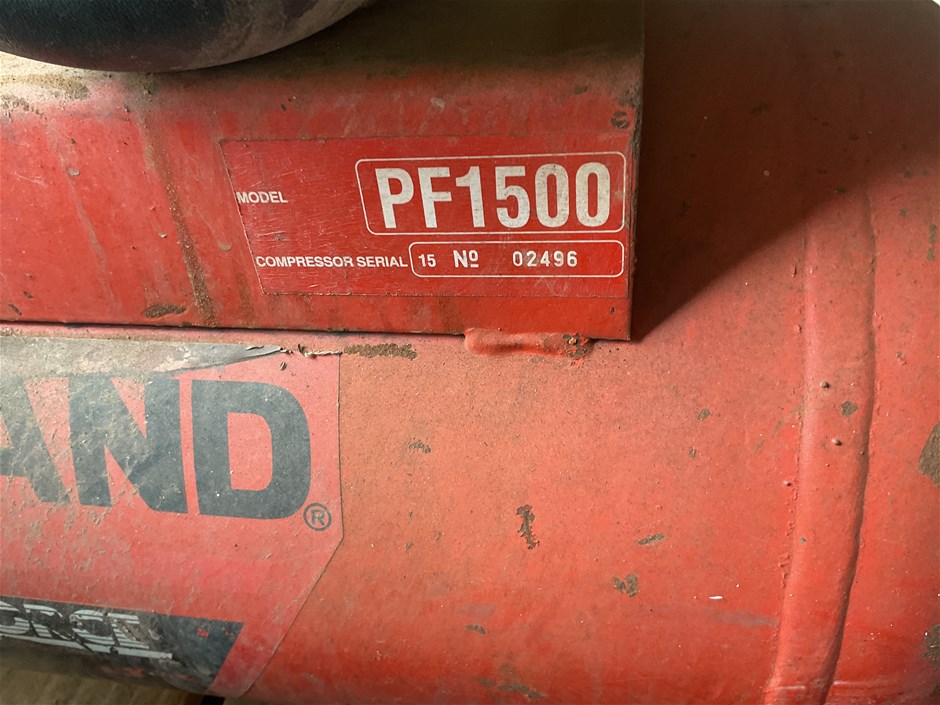 MODEL PF1500
COMPRESSOR SERIAL 15 Nº 02496
AND®